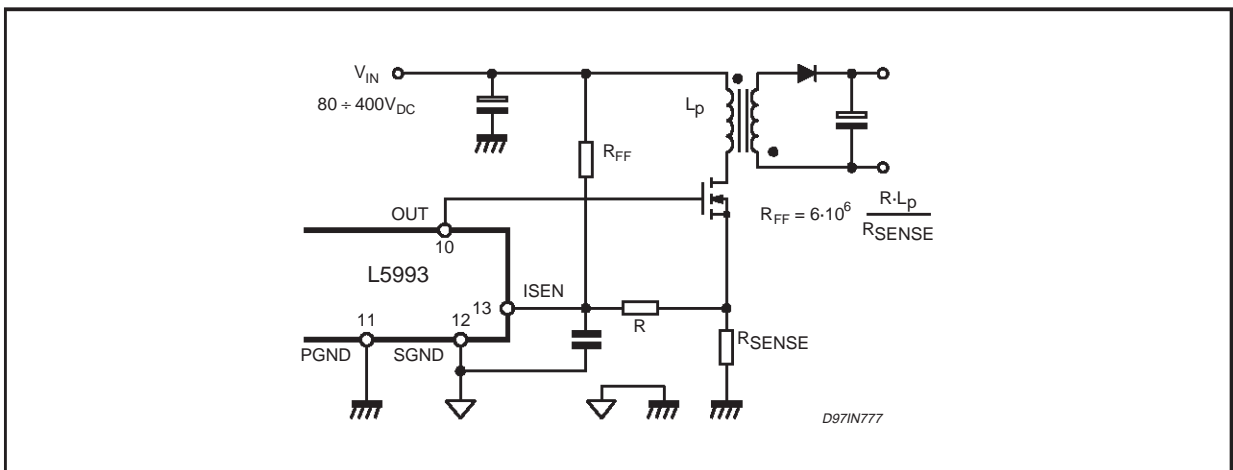 V_IN
80 ÷ 400V_DC
L_p
R_FF
R_FF = 6·10^6 R·L_p / R_SENSE
OUT
10
L5993
13
ISEN
11
12
R
R_SENSE
PGND
SGND
D97IN777